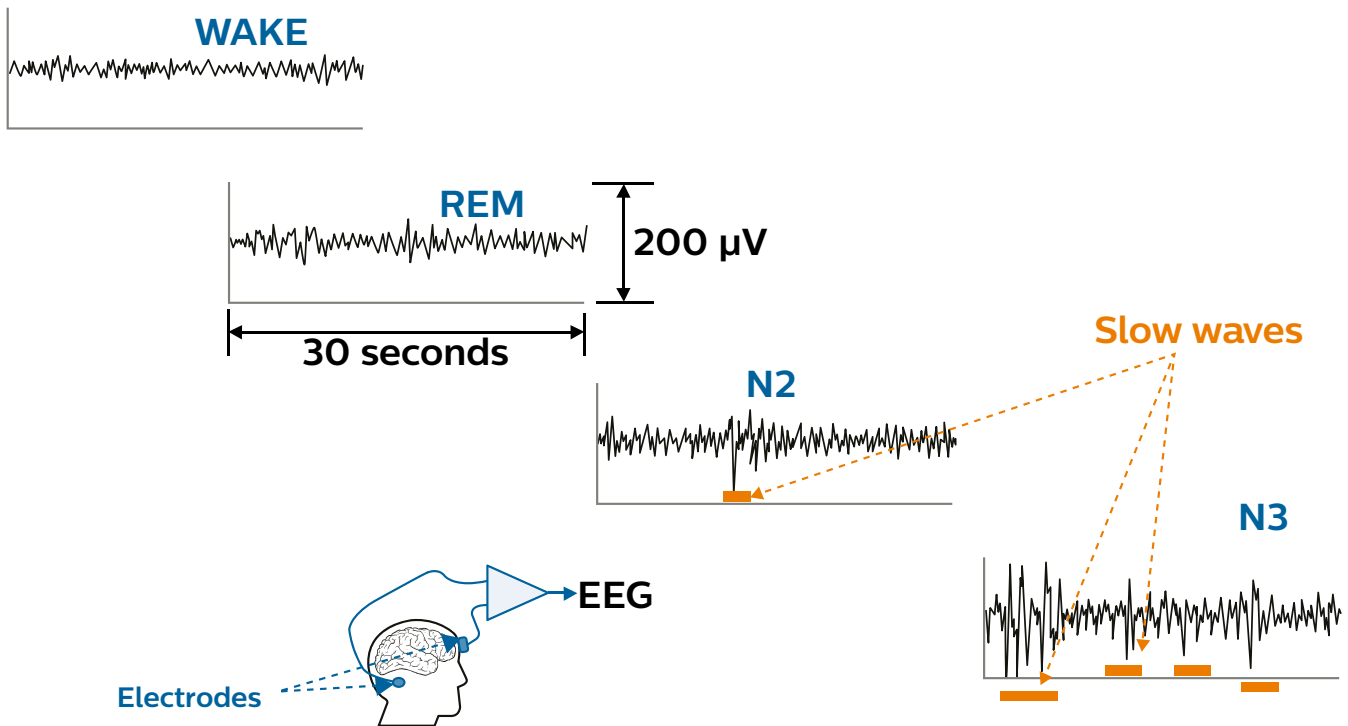 WAKE
REM
200 µV
30 seconds
Slow waves
N2
N3
EEG
Electrodes